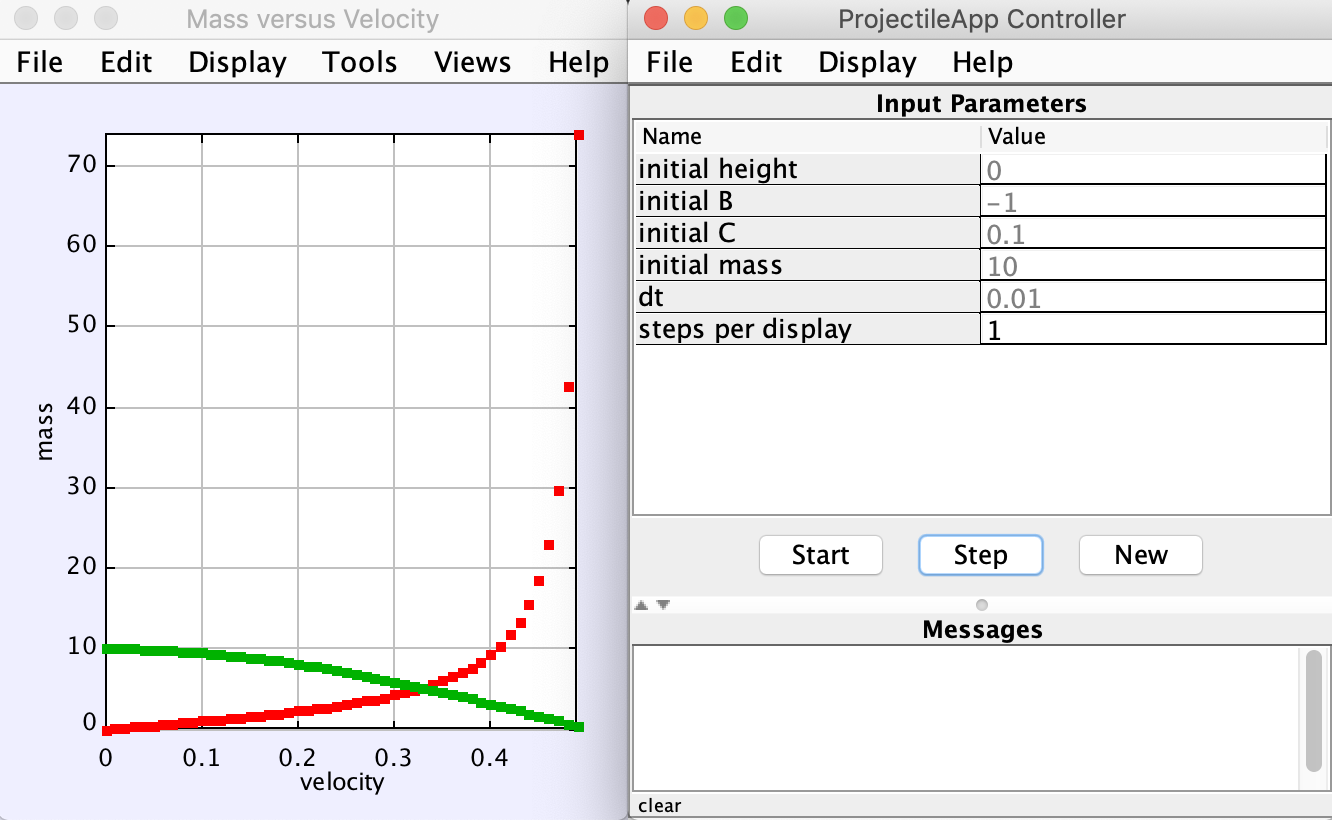 Mass versus Velocity
File Edit Display Tools Views Help
70
60
50
40
30
20
10
0
mass
0 0.1 0.2 0.3 0.4
velocity
ProjectileApp Controller
File Edit Display Help
Input Parameters
Name Value
initial height 0
initial B -1
initial C 0.1
initial mass 10
dt 0.01
steps per display 1
Start Step New
Messages
clear